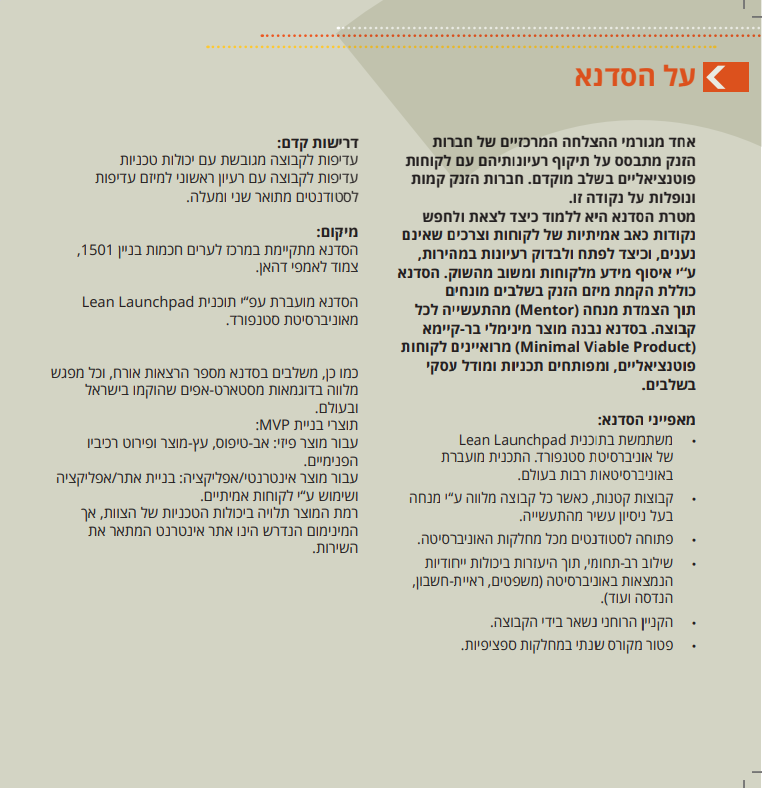 על הסדנא
אחד מגורמי ההצלחה המרכזיים של חברות
הזנק מתבסס על תיקוף רעיונותיהם עם לקוחות
פוטנציאליים בשלב מוקדם. חברות הזנק קמות
ונופלות על נקודה זו.
מטרת הסדנא היא ללמוד כיצד לצאת ולחפש
נקודות כאב אמיתיות של לקוחות וצרכים שאינם
נענים, וכיצד לפתח ולבדוק רעיונות במהירות,
ע״י איסוף מידע מלקוחות ומשוב מהשוק. הסדנא
כוללת הקמת מיזם הזנק בשלבים מונחים
תוך הצמדת מנחה (Mentor) מהתעשייה לכל
קבוצה. בסדנא נבנה מוצר מינימלי בר-קיימא
(Minimal Viable Product) מרואיינים לקוחות
פוטנציאליים, ומפותחים תכניות ומודל עסקי
בשלבים.
מאפייני הסדנא:
• משתמשת בתוכנית Lean Launchpad
של אוניברסיטת סטנפורד. התכנית מועברת
באוניברסיטאות רבות בעולם.
• קבוצות קטנות, כאשר כל קבוצה מלווה ע״י מנחה
בעל ניסיון עשיר מהתעשייה.
• פתוחה לסטודנטים מכל מחלקות האוניברסיטה.
• שילוב רב-תחומי, תוך היעזרות ביכולות ייחודיות
הנמצאות באוניברסיטה (משפטים, ראיית-חשבון,
הנדסה ועוד).
• הקניין הרוחני נשאר בידי הקבוצה.
• פטור מקורס שנתי במחלקות ספציפיות.
דרישות קדם:
עדיפות לקבוצה מגובשת עם יכולות טכניות
עדיפות לקבוצה עם רעיון ראשוני למיזם עדיפות
לסטודנטים מתואר שני ומעלה.
מיקום:
הסדנא מתקיימת במרכז לערים חכמות בניין 1501,
צמוד לאמפי דהאן.
הסדנא מועברת עפ״י תוכנית Lean Launchpad
מאוניברסיטת סטנפורד.
כמו כן, משלבים בסדנא מספר הרצאות אורח, וכל מפגש
מלווה בדוגמאות מסטארט-אפים שהוקמו בישראל
ובעולם.
תוצרי בניית MVP:
עבור מוצר פיזי: אב-טיפוס, עץ-מוצר ופירוט רכיביו
הפנימיים.
עבור מוצר אינטרנטי/אפליקציה: בניית אתר/אפליקציה
ושימוש ע״י לקוחות אמיתיים.
רמת המוצר תלויה ביכולות הטכניות של הצוות, אך
המינימום הנדרש הינו אתר אינטרנט המתאר את
השירות.